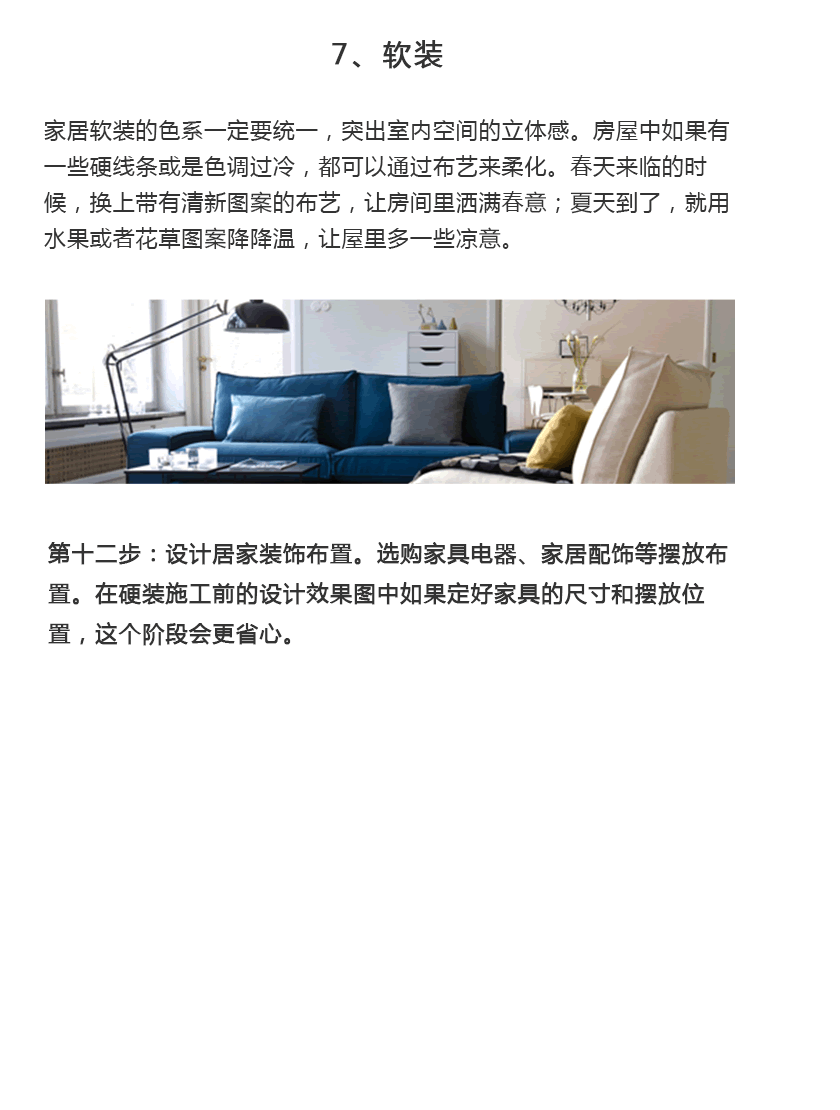 7、软装
家居软装的色系一定要统一，突出室内空间的立体感。房屋中如果有
一些硬线条或是色调过冷，都可以通过布艺来柔化。春天来临的时
候，换上带有清新图案的布艺，让房间里洒满春意；夏天到了，就用
水果或者花草图案降降温，让屋里多一些凉意。
第十二步：设计居家装饰布置。选购家具电器、家居配饰等摆放布
置。在硬装施工前的设计效果图中如果定好家具的尺寸和摆放位
置，这个阶段会更省心。